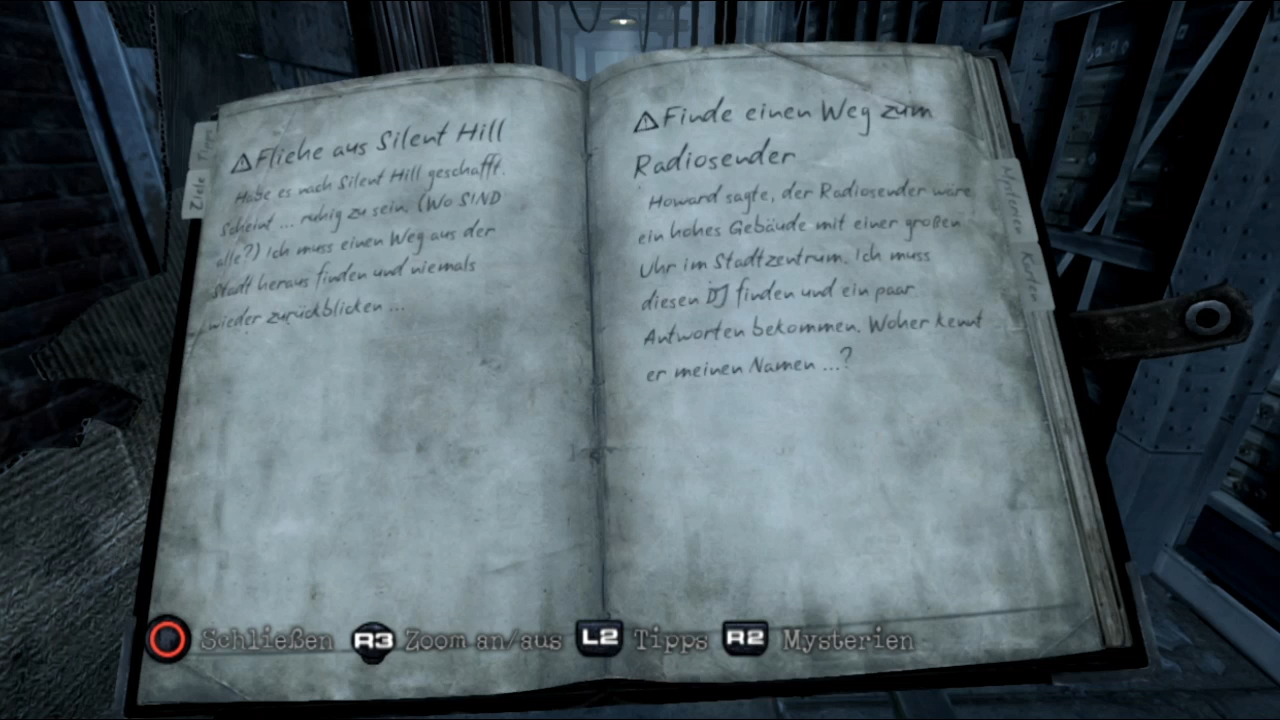 ⚠Fliehe aus Silent Hill
Habe es nach Silent Hill geschafft.
Scheint ... ruhig zu sein. (Wo SIND
alle?) Ich muss einen Weg aus der
Stadt heraus finden und niemals
wieder zurückblicken ...
⚠Finde einen Weg zum
Radiosender
Howard sagte, der Radiosender wäre
ein hohes Gebäude mit einer großen
Uhr im Stadtzentrum. Ich muss
diesen DJ finden und ein paar
Antworten bekommen. Woher kennt
er meinen Namen ...?
Tipps
Ziele
Mysterien
Karten
Schließen R3 Zoom an/aus L2 Tipps R2 Mysterien